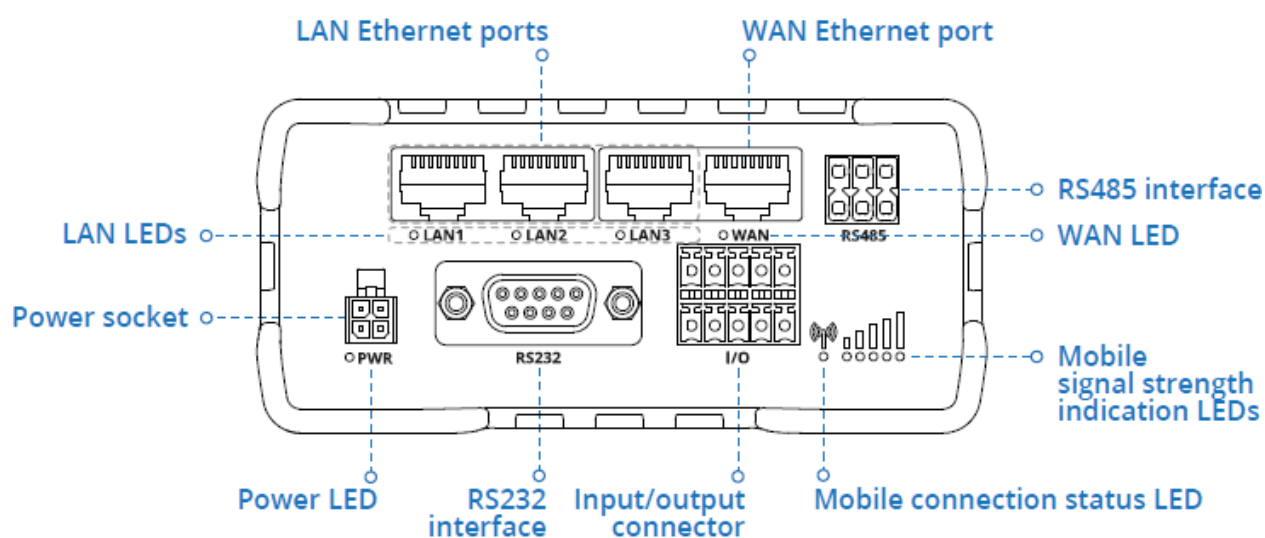 LAN Ethernet ports
WAN Ethernet port
RS485 interface
LAN LEDs
LAN1
LAN2
LAN3
WAN
RS485
WAN LED
Power socket
PWR
RS232
I/O
Mobile
signal strength
indication LEDs
Power LED
RS232
interface
Input/output
connector
Mobile connection status LED